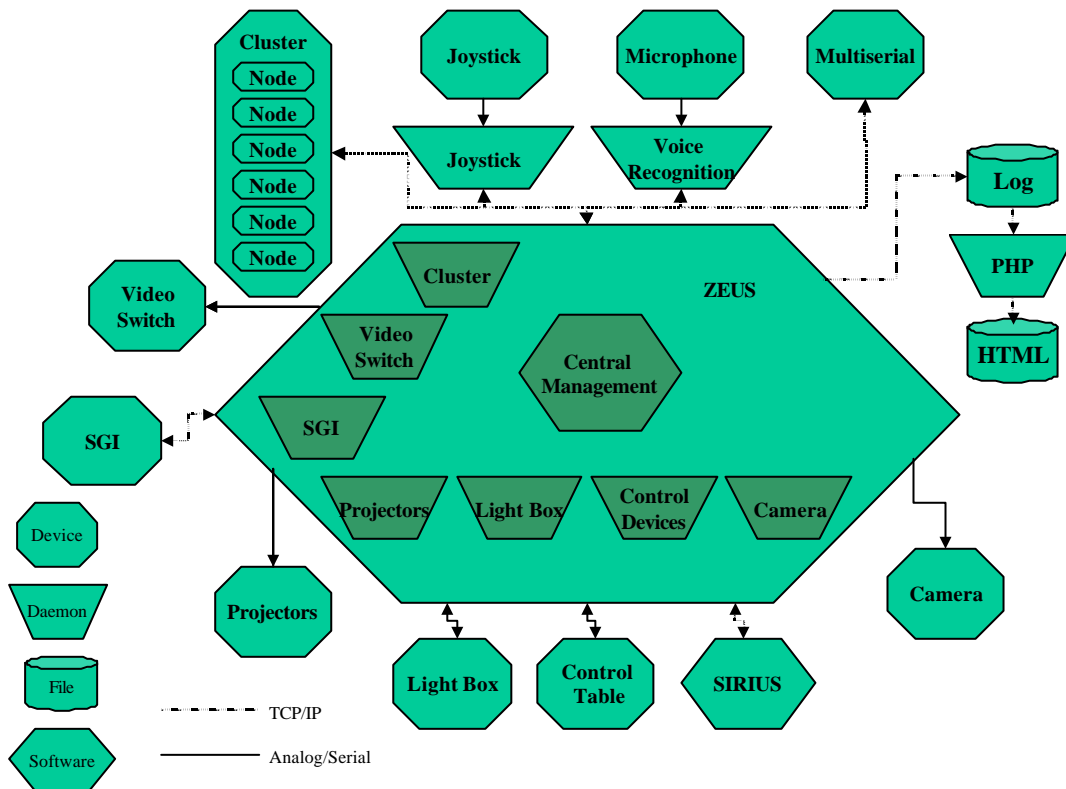 Cluster
Node
Node
Node
Node
Node
Node
Joystick
Microphone
Multiserial
Joystick
Voice
Recognition
Log
PHP
HTML
Video
Switch
Cluster
ZEUS
Video
Switch
Central
Management
SGI
SGI
Projectors
Light Box
Control
Devices
Camera
Device
Daemon
File
Software
Projectors
Light Box
Control
Table
SIRIUS
Camera
TCP/IP
Analog/Serial